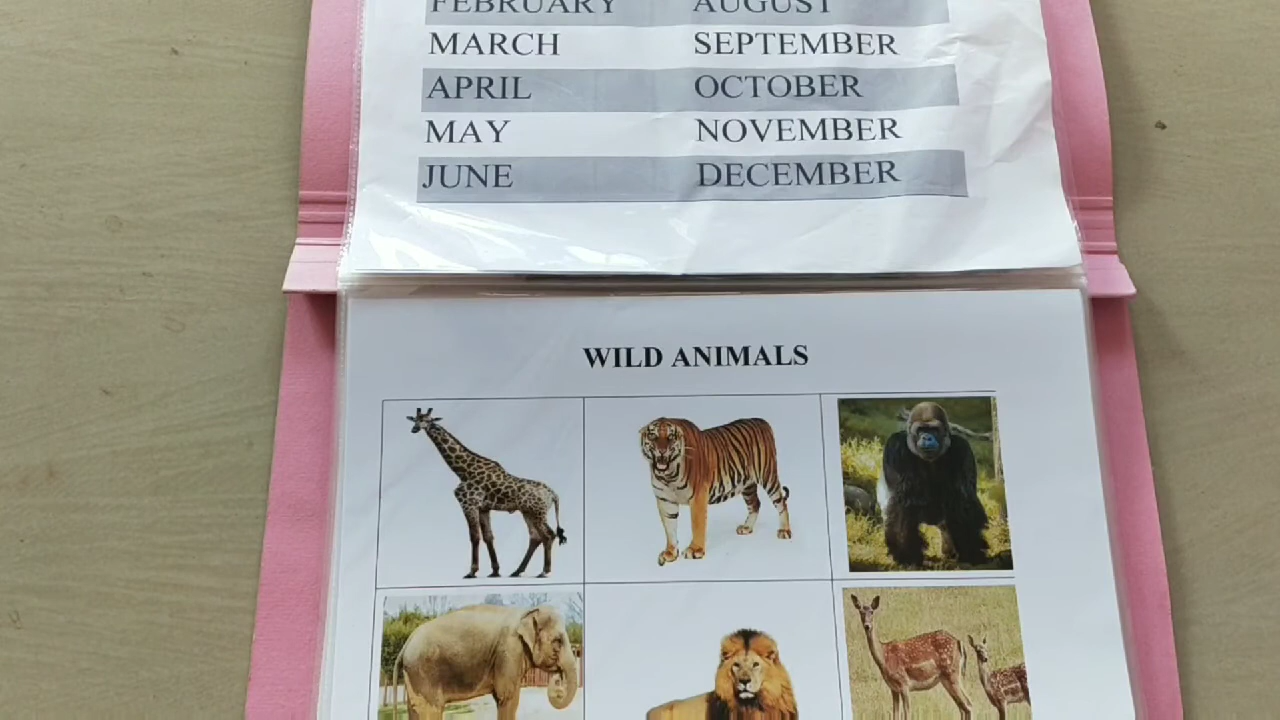 FEBRUARY AUGUST
MARCH SEPTEMBER
APRIL OCTOBER
MAY NOVEMBER
JUNE DECEMBER
WILD ANIMALS